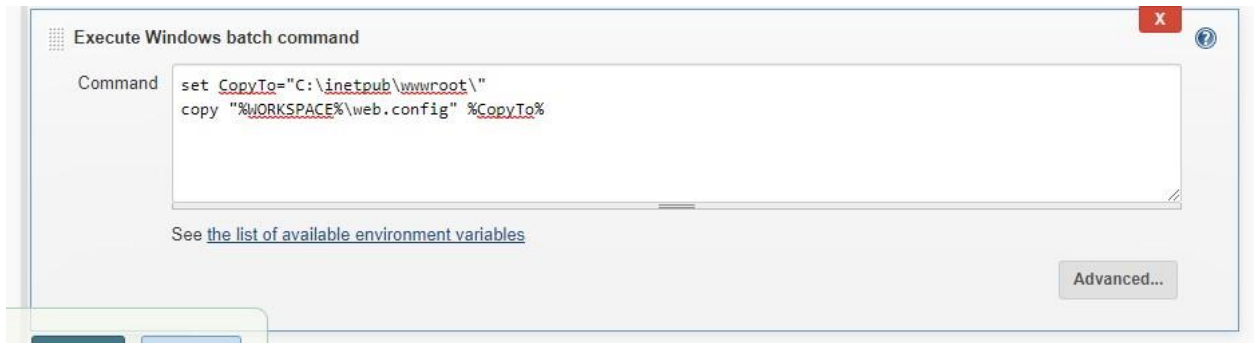 X
Execute Windows batch command
Command
set CopyTo="C:\inetpub\wwwroot\"
copy "%WORKSPACE%\web.config" %CopyTo%
See the list of available environment variables
Advanced...